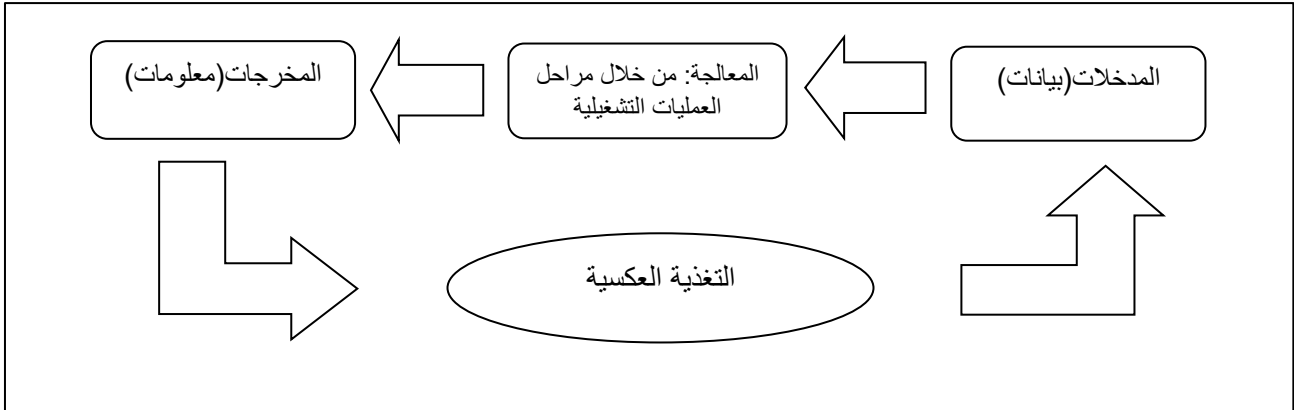 المدخلات(بيانات)
المعالجة: من خلال مراحل
العمليات التشغيلية
المخرجات(معلومات)
التغذية العكسية